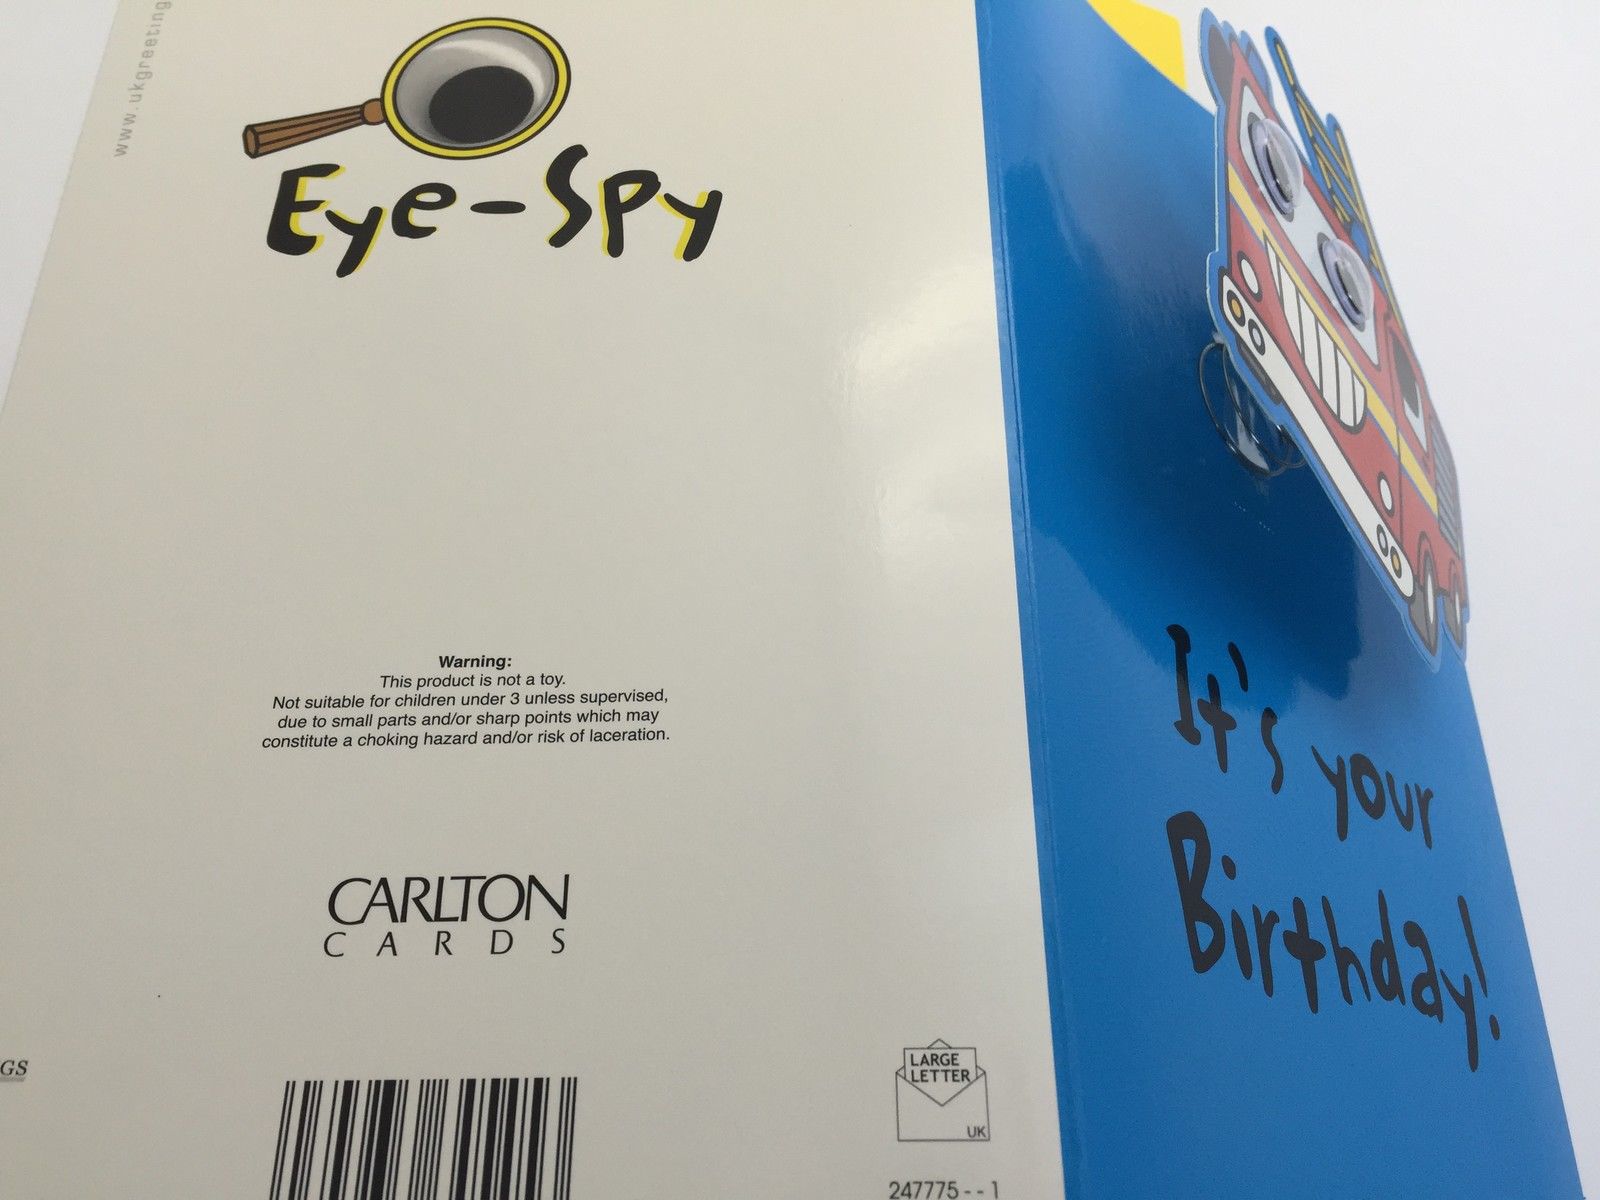 www.ukgreeting
Eye-Spy
Warning:
This product is not a toy.
Not suitable for children under 3 unless supervised,
due to small parts and/or sharp points which may
constitute a choking hazard and/or risk of laceration.
CARLTON
CARDS
GS
LARGE
LETTER
UK
247775--1
It's your
Birthday!